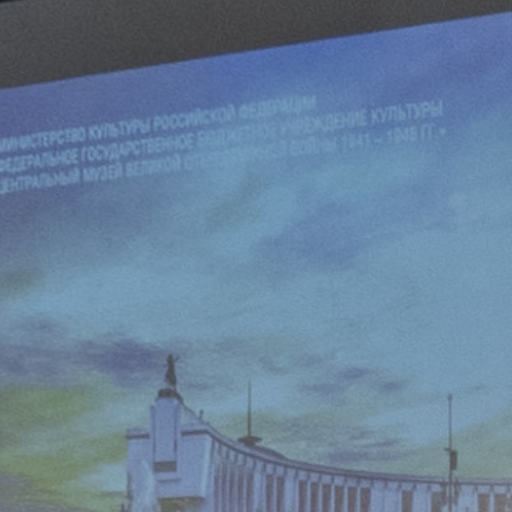 МИНИСТЕРСТВО КУЛЬТУРЫ РОССИЙСКОЙ ФЕДЕРАЦИИ
ФЕДЕРАЛЬНОЕ ГОСУДАРСТВЕННОЕ БЮДЖЕТНОЕ УЧРЕЖДЕНИЕ КУЛЬТУРЫ
ЦЕНТРАЛЬНЫЙ МУЗЕЙ ВЕЛИКОЙ ОТЕЧЕСТВЕННОЙ ВОЙНЫ 1941 – 1945 ГГ.»